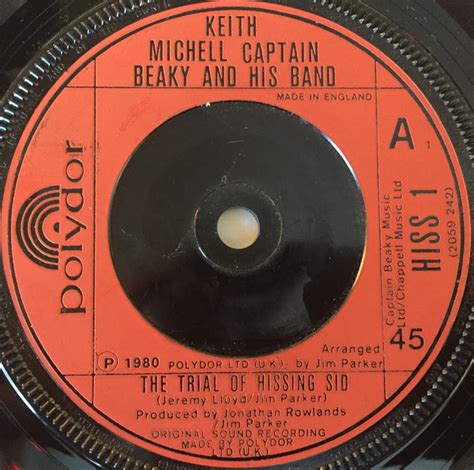 KEITH
MICHELL CAPTAIN
BEAKY AND HIS BAND
MADE IN ENGLAND
polydor
A 1
Captain Beaky Music
Ltd/Chappell Music Ltd
HISS 1
(2059 242)
45
Arranged
by Jim Parker
Ⓟ 1980 POLYDOR LTD (U.K.)
THE TRIAL OF HISSING SID
(Jeremy Lloyd/Jim Parker)
Produced by Jonathan Rowlands
/Jim Parker
ORIGINAL SOUND RECORDING
MADE BY POLYDOR
LTD (U.K.)